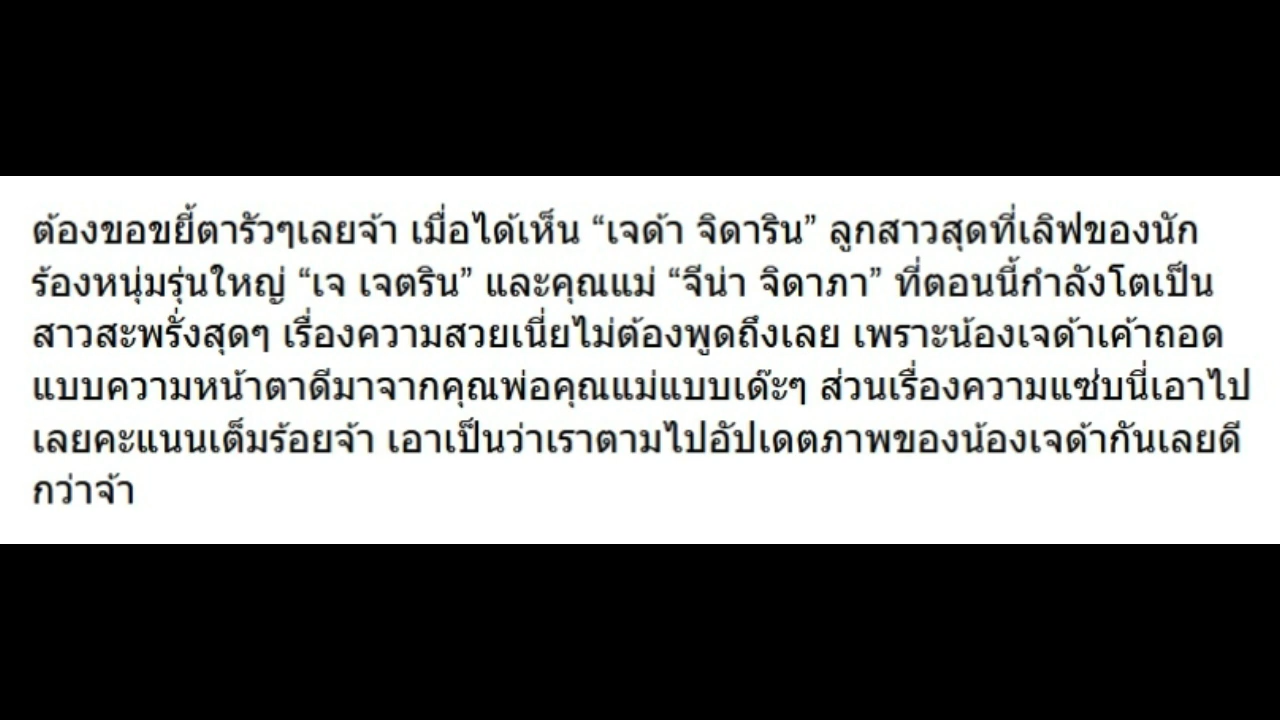 ต้องขอขยี้ตารัวๆเลยจ้า เมื่อได้เห็น “เจด้า จิดาริน” ลูกสาวสุดที่เลิฟของนัก
ร้องหนุ่มรุ่นใหญ่ “เจ เจตริน” และคุณแม่ “จีน่า จิดาภา” ที่ตอนนี้กำลังโตเป็น
สาวสะพรั่งสุดๆ เรื่องความสวยเนี่ยไม่ต้องพูดถึงเลย เพราะน้องเจด้าเค้าถอด
แบบความหน้าตาดีมาจากคุณพ่อคุณแม่แบบเด๊ะๆ ส่วนเรื่องความแซ่บนี่เอาไป
เลยคะแนนเต็มร้อยจ้า เอาเป็นว่าเราตามไปอัปเดตภาพของน้องเจด้ากันเลยดี
กว่าจ้า